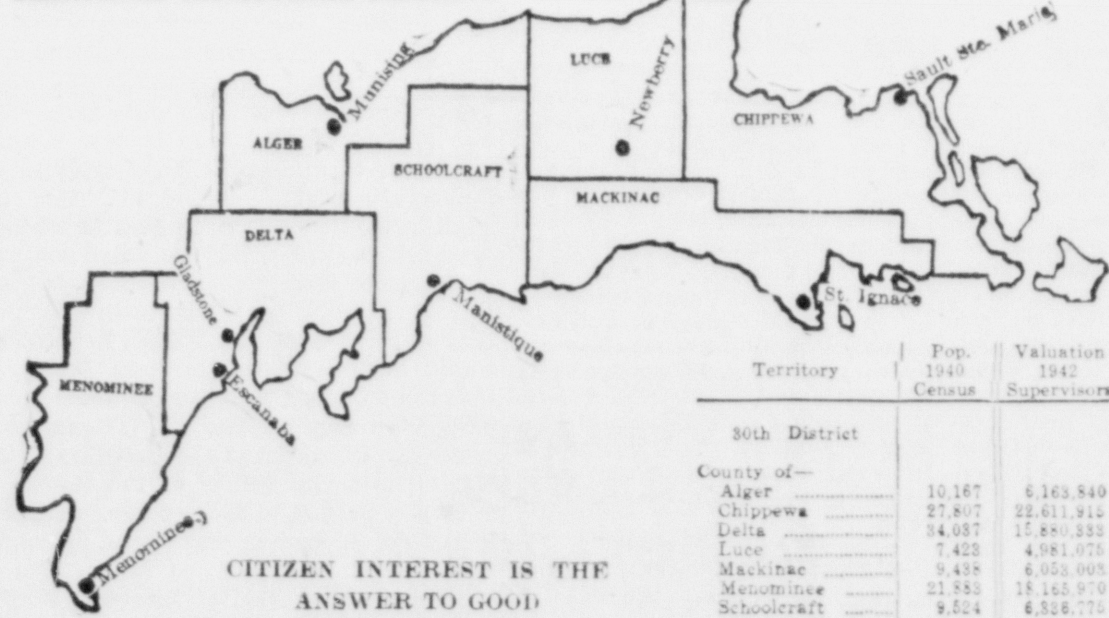 Munising
LUCE
Newberry
Sault Ste. Marie
ALGER
CHIPPEWA
SCHOOLCRAFT
MACKINAC
DELTA
Gladstone
Manistique
St. Ignace
MENOMINEE
Escanaba
Menominee
CITIZEN INTEREST IS THE
ANSWER TO GOOD
Territory | Pop. 1940 Census | Valuation 1942 Supervisors
30th District
County of—
Alger 10,167 6,163,840
Chippewa 27,807 22,611,915
Delta 34,037 15,880,333
Luce 7,423 4,981,075
Mackinac 9,438 6,053,003
Menominee 21,883 18,165,970
Schoolcraft 9,524 6,336,775